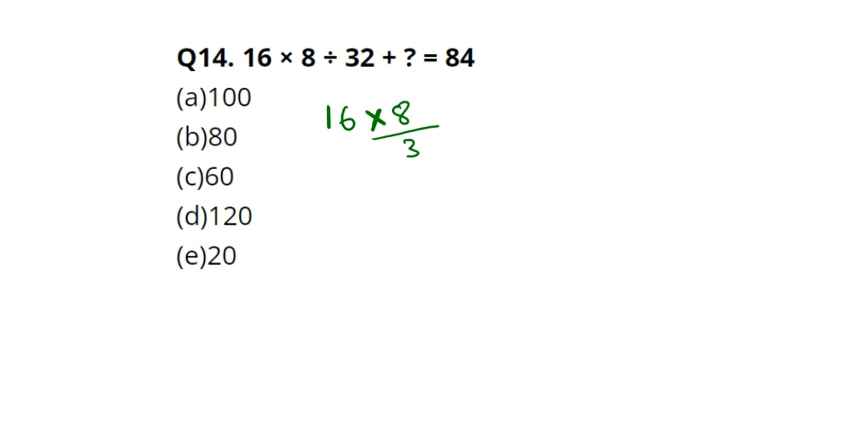 Q14. 16 × 8 ÷ 32 + ? = 84
(a)100
16 × 8
3
(b)80
(c)60
(d)120
(e)20